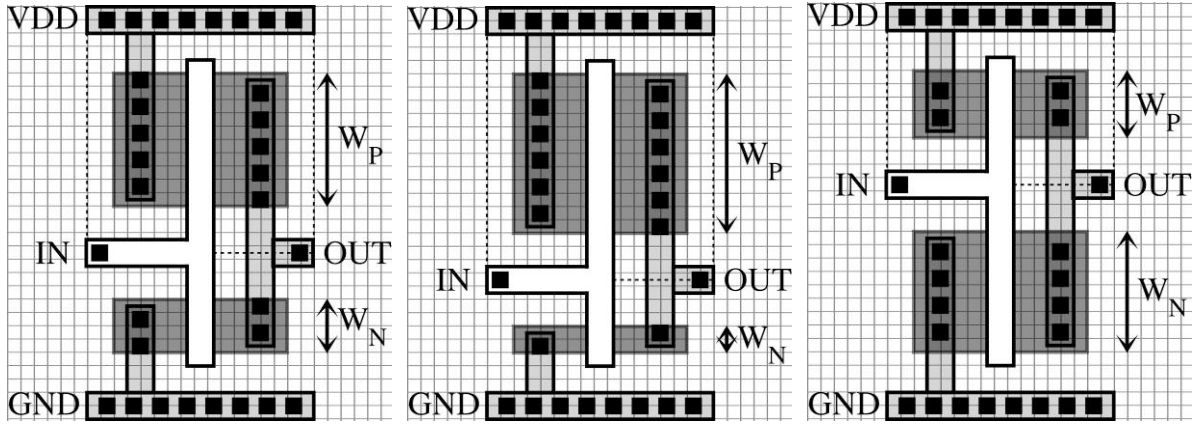 VDD
W_P
IN
OUT
W_N
GND
VDD
W_P
IN
OUT
W_N
GND
VDD
W_P
IN
OUT
W_N
GND